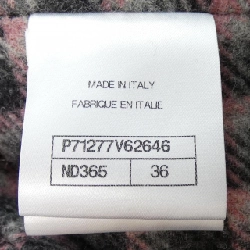 MADE IN ITALY
FABRIQUE EN ITALIE
P71277V62646
ND365 36